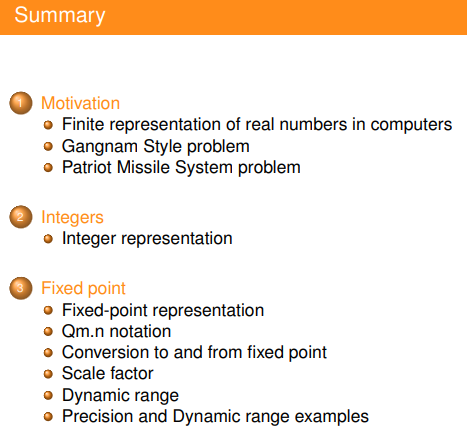 Summary
1 Motivation
Finite representation of real numbers in computers
Gangnam Style problem
Patriot Missile System problem
2 Integers
Integer representation
3 Fixed point
Fixed-point representation
Qm.n notation
Conversion to and from fixed point
Scale factor
Dynamic range
Precision and Dynamic range examples